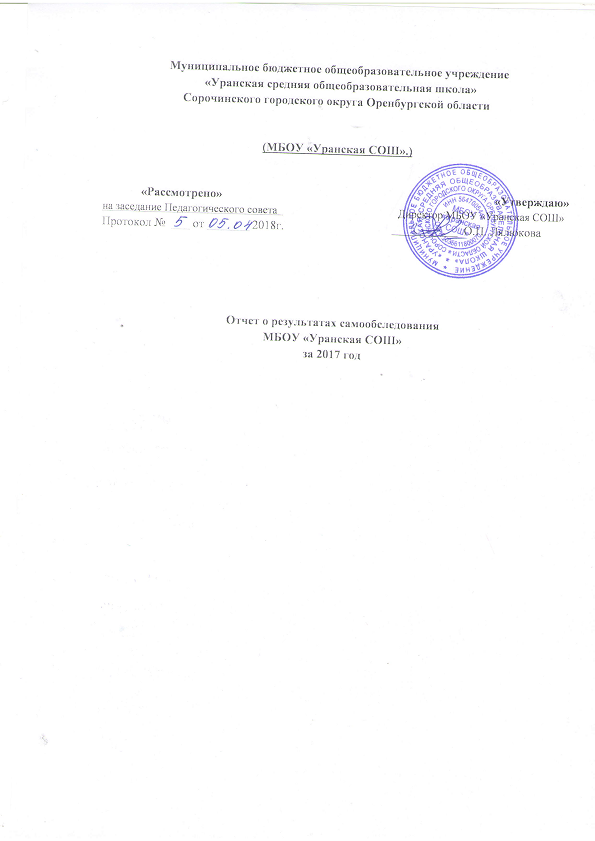 Муниципальное бюджетное общеобразовательное учреждение
«Уранская средняя общеобразовательная школа»
Сорочинского городского округа Оренбургской области
(МБОУ «Уранская СОШ».)
«Рассмотрено»
на заседание Педагогического совета
Протокол № 5 от 05.04 2018г.
«Утверждаю»
Директор МБОУ «Уранская СОШ»
О.П.
Отчет о результатах самообследования
МБОУ «Уранская СОШ»
за 2017 год